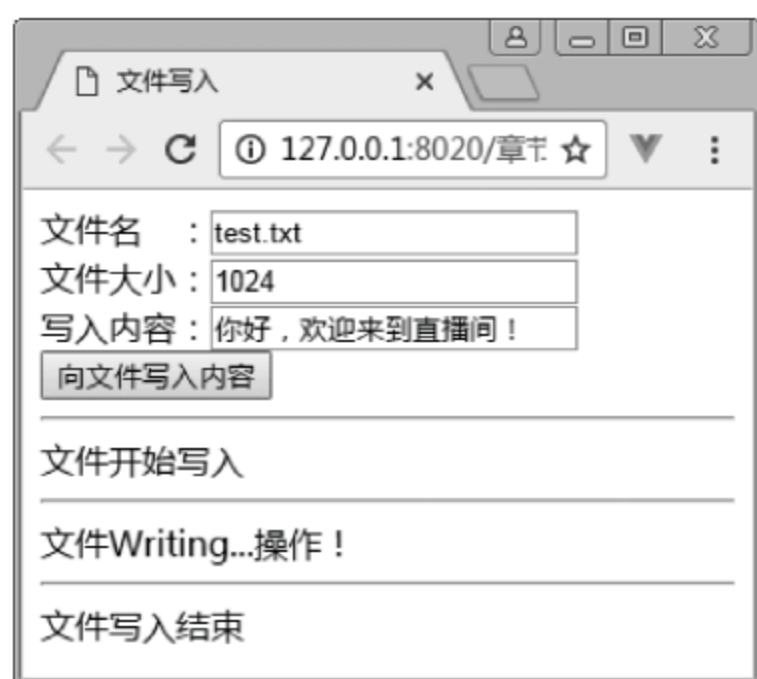 文件写入
127.0.0.1:8020/章节
文件名 : test.txt
文件大小 : 1024
写入内容 : 你好，欢迎来到直播间！
向文件写入内容
文件开始写入
文件Writing...操作！
文件写入结束